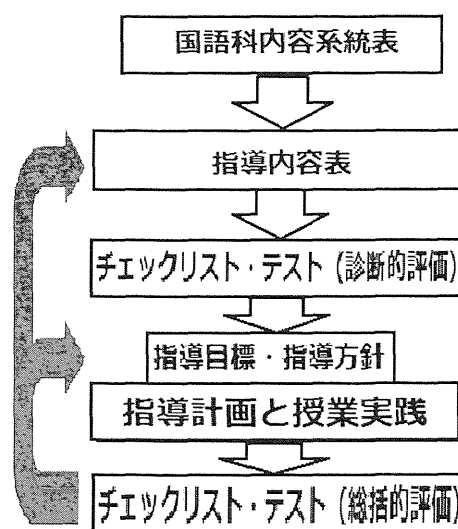 国語科内容系統表
指導内容表
チェックリスト・テスト(診断的評価)
指導目標・指導方針
指導計画と授業実践
チェックリスト・テスト(総括的評価)